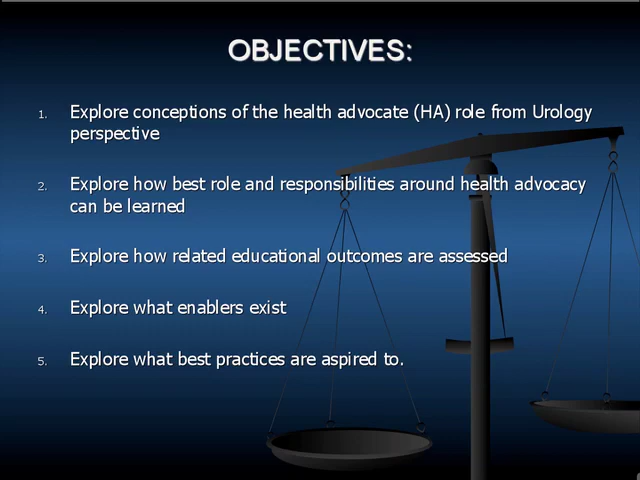 OBJECTIVES:
1. Explore conceptions of the health advocate (HA) role from Urology
perspective
2. Explore how best role and responsibilities around health advocacy
can be learned
3. Explore how related educational outcomes are assessed
4. Explore what enablers exist
5. Explore what best practices are aspired to.